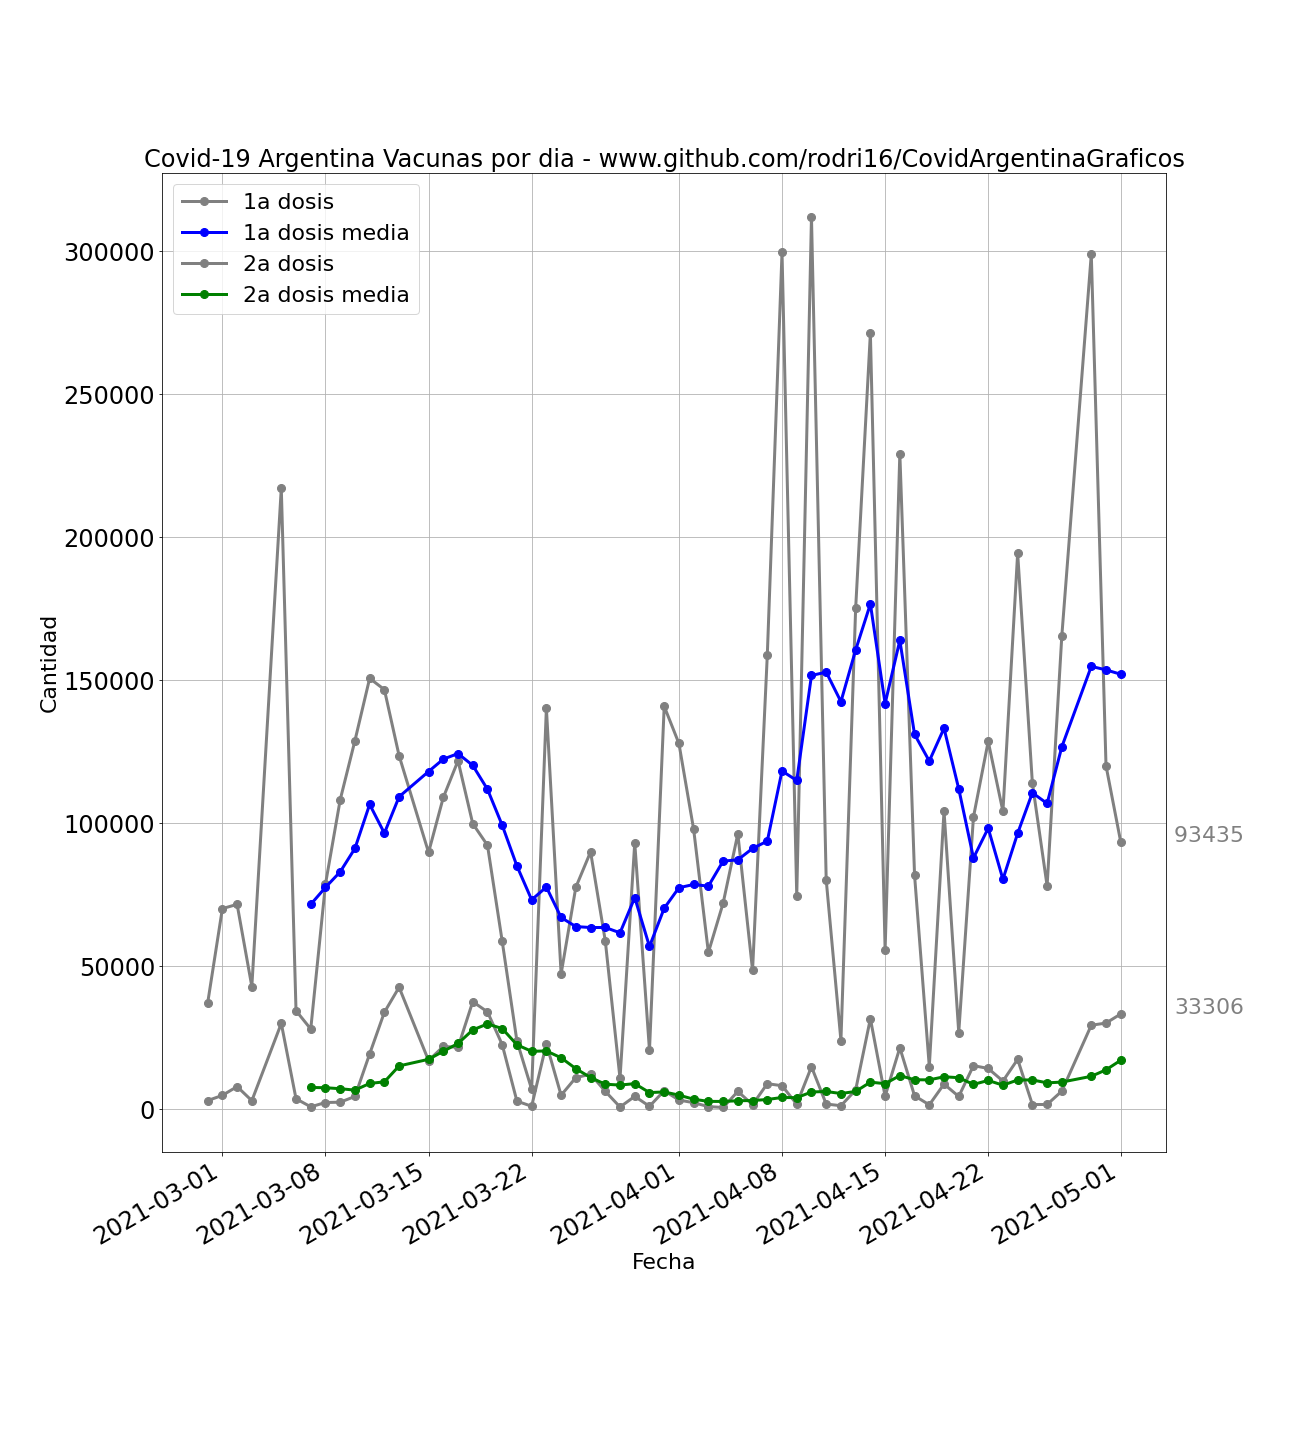 Covid-19 Argentina Vacunas por dia - www.github.com/rodri16/CovidArgentinaGraficos
1a dosis
1a dosis media
2a dosis
2a dosis media
300000
250000
200000
150000
100000
50000
0
Cantidad
93435
33306
2021-03-01
2021-03-08
2021-03-15
2021-03-22
2021-04-01
2021-04-08
2021-04-15
2021-04-22
2021-05-01
Fecha